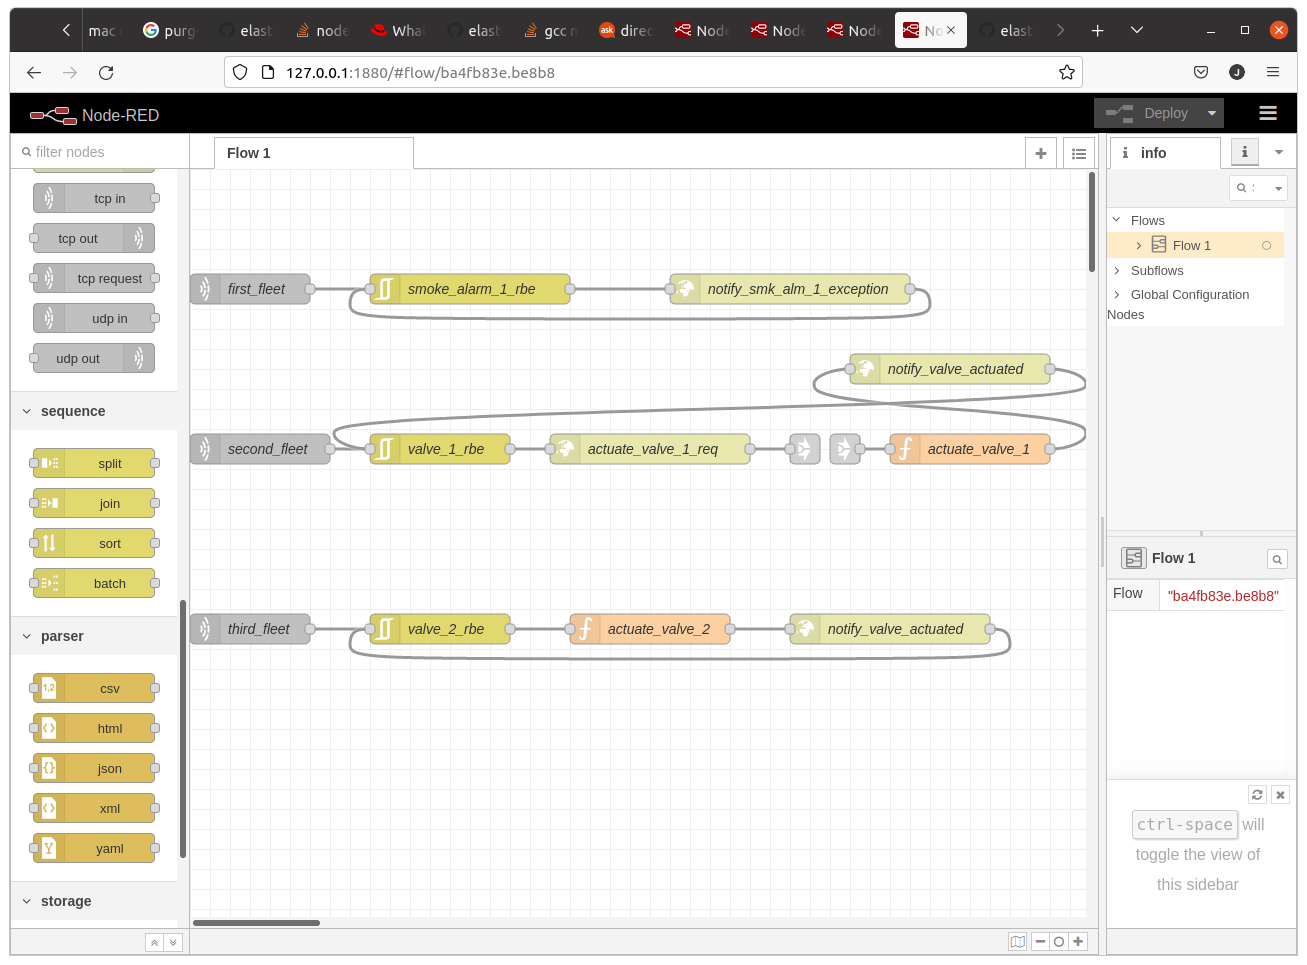 mac
purg
elast
node
What
elast
gcc n
ask
direc
Node
Node
Node
No
elast
127.0.0.1:1880/#flow/ba4fb83e.be8b8
J
Node-RED
Deploy
filter nodes
Flow 1
i info
i
tcp in
tcp out
tcp request
udp in
udp out
sequence
split
join
sort
batch
parser
1,2 csv
html
json
xml
Y yaml
storage
first_fleet
smoke_alarm_1_rbe
notify_smk_alm_1_exception
notify_valve_actuated
second_fleet
valve_1_rbe
actuate_valve_1_req
f actuate_valve_1
third_fleet
valve_2_rbe
f actuate_valve_2
notify_valve_actuated
Flows
Flow 1
Subflows
Global Configuration
Nodes
Flow 1
Flow "ba4fb83e.be8b8"
ctrl-space will
toggle the view of
this sidebar